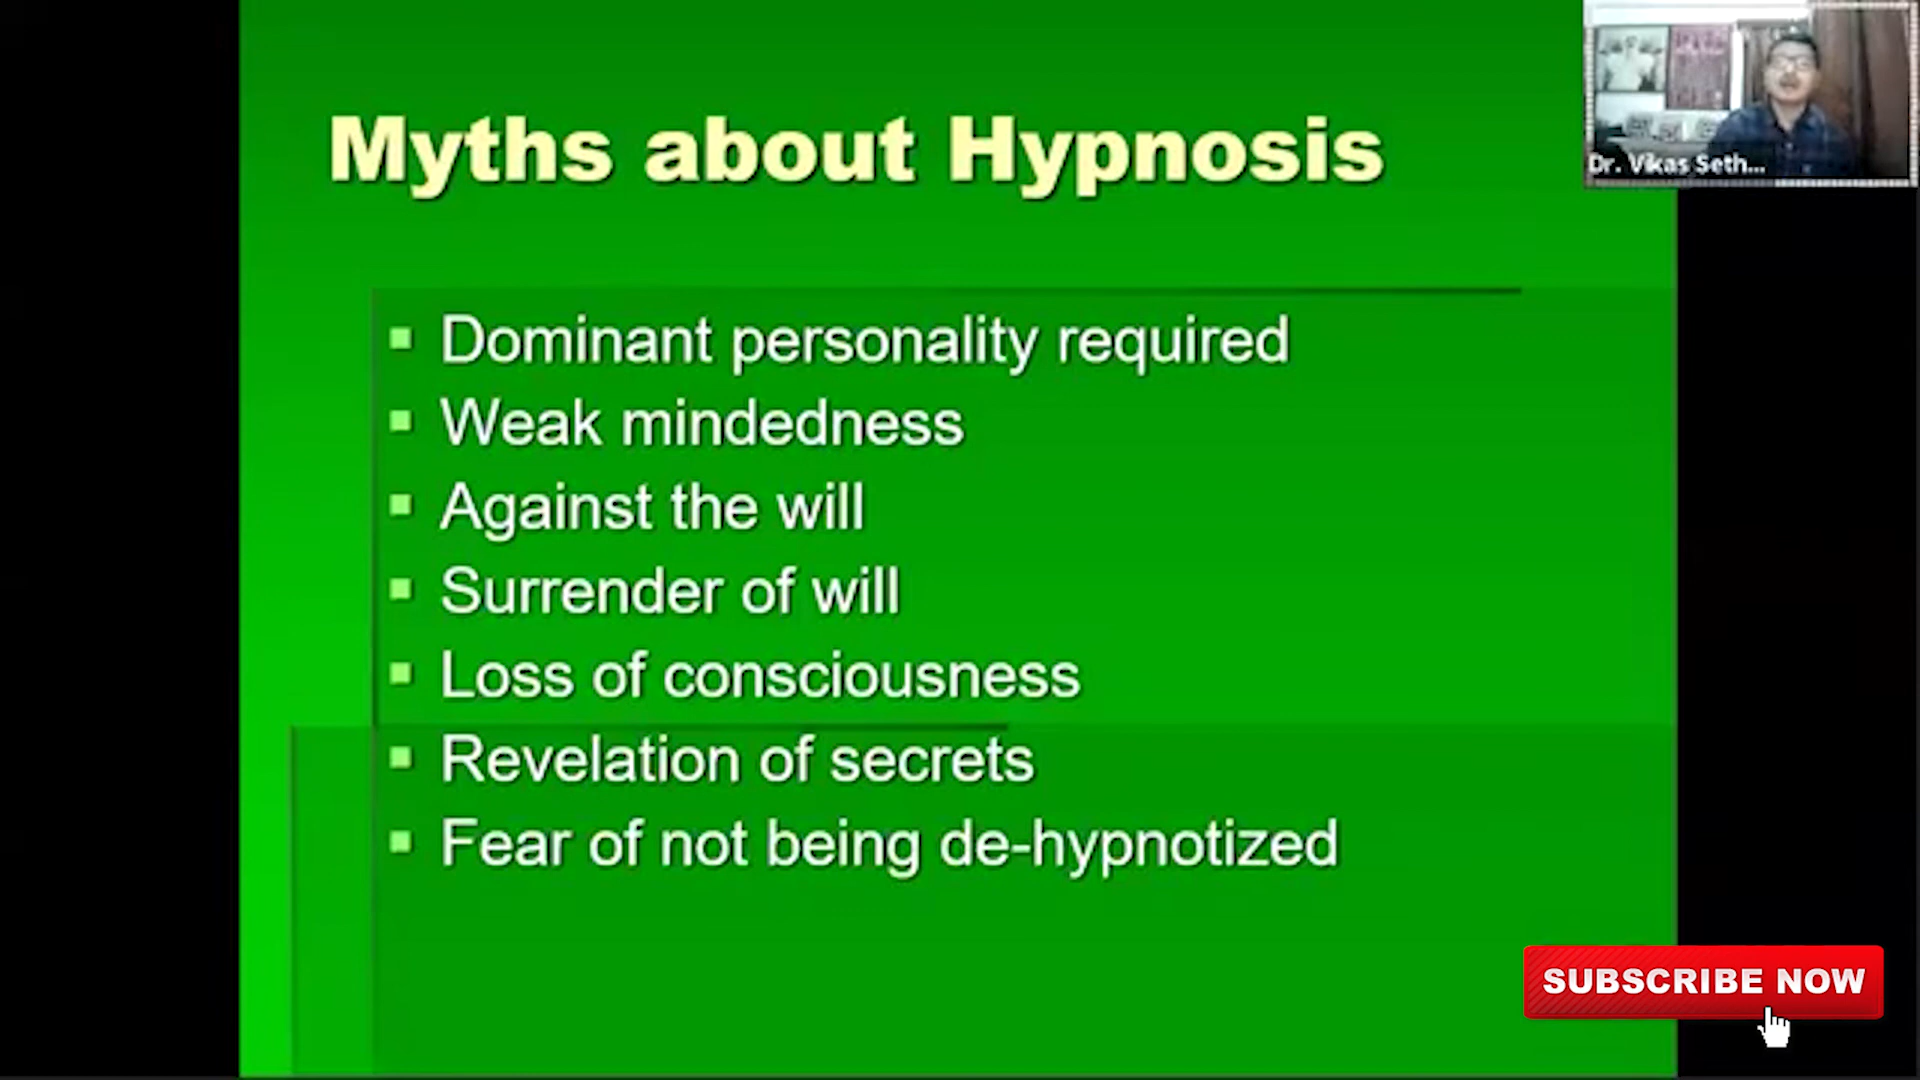 Myths about Hypnosis
Dr. Vikas Seth...
Dominant personality required
Weak mindedness
Against the will
Surrender of will
Loss of consciousness
Revelation of secrets
Fear of not being de-hypnotized
SUBSCRIBE NOW